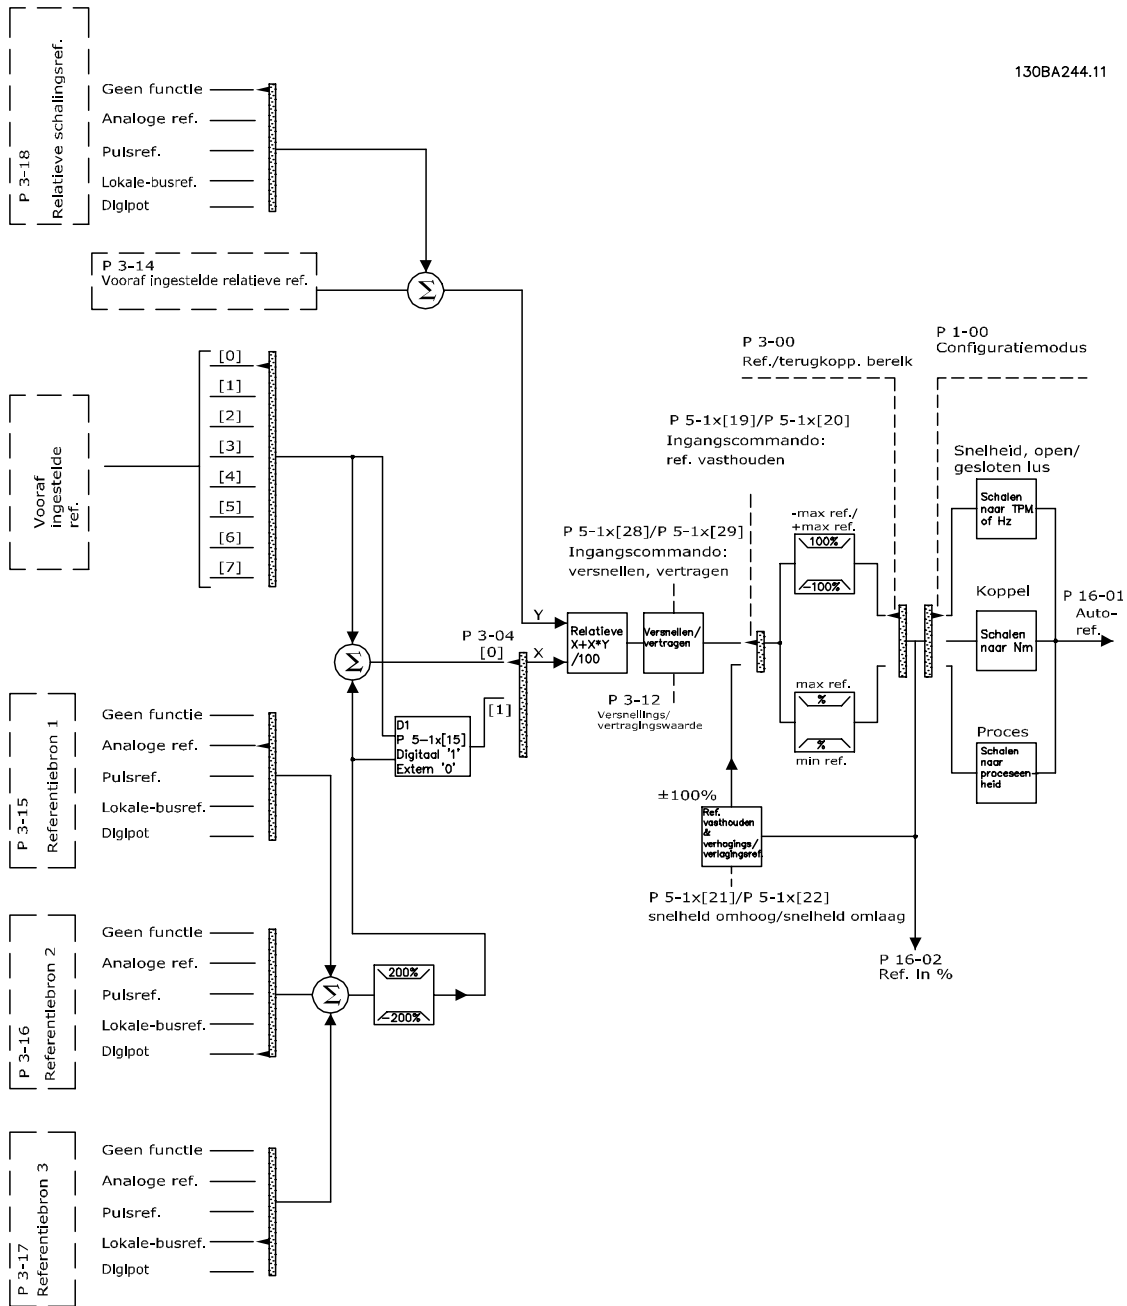 130BA244.11
P 3-18
Relatieve schalingsref.
Geen functie
Analoge ref.
Pulsref.
Lokale-busref.
Digipot
P 3-14
Vooraf ingestelde relatieve ref.
Σ
Vooraf
ingestelde
ref.
[0]
[1]
[2]
[3]
[4]
[5]
[6]
[7]
Y
X
P 3-04
[0]
[1]
Σ
D1
P 5-1x[15]
Digitaal '1'
Extern '0'
Relatieve
X+X*Y
/100
P 5-1x[28]/P 5-1x[29]
Ingangscommando:
versnellen, vertragen
Versnellen/
vertragen
P 3-12
Versnellings/
vertragingswaarde
P 5-1x[19]/P 5-1x[20]
Ingangscommando:
ref. vasthouden
P 3-00
Ref./terugkopp. bereik
P 1-00
Configuratiemodus
-max ref./
+max ref.
100%
-100%
max ref.
%
%
min ref.
Snelheid, open/
gesloten lus
Schalen
naar TPM
of Hz
Koppel
Schalen
naar Nm
Proces
Schalen
naar
proceseen-
heid
P 16-01
Auto-
ref.
±100%
Ref.
vasthouden
&
verhogings/
verlagingsref.
P 5-1x[21]/P 5-1x[22]
snelheid omhoog/snelheid omlaag
P 16-02
Ref. in %
P 3-15
Referentiebron 1
Geen functie
Analoge ref.
Pulsref.
Lokale-busref.
Digipot
P 3-16
Referentiebron 2
Geen functie
Analoge ref.
Pulsref.
Lokale-busref.
Digipot
Σ
200%
-200%
P 3-17
Referentiebron 3
Geen functie
Analoge ref.
Pulsref.
Lokale-busref.
Digipot